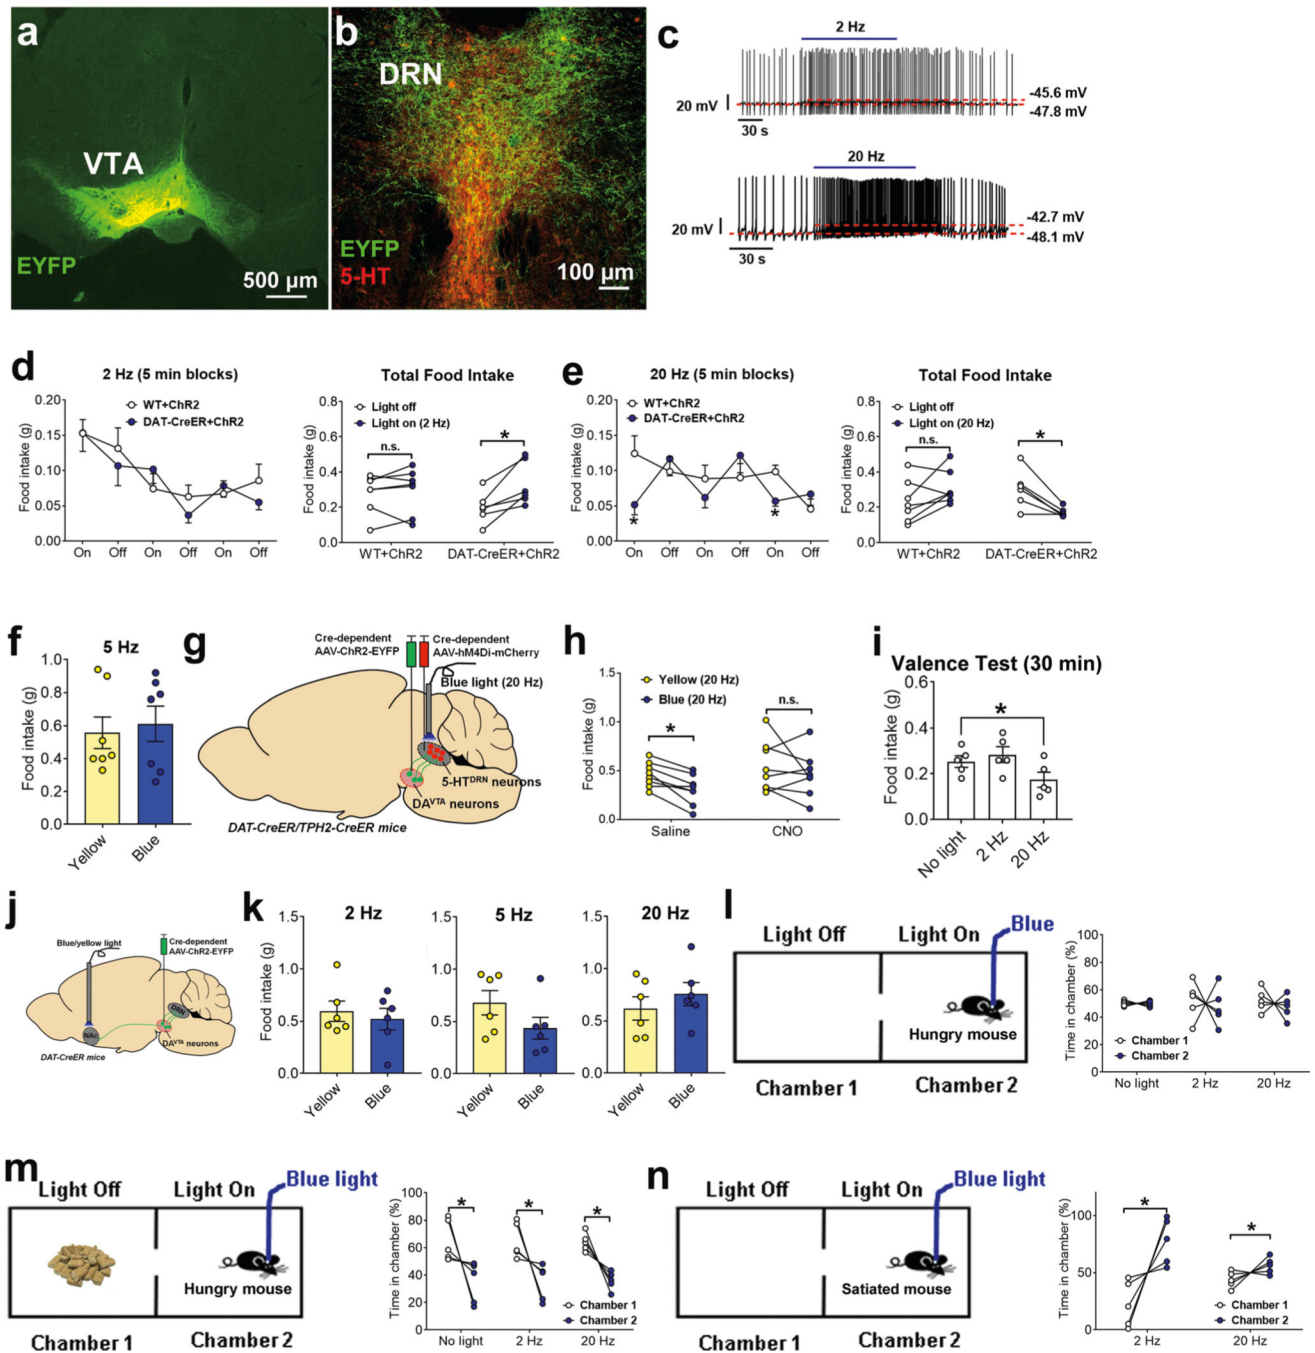 a
VTA
EYFP
500 µm
b
DRN
EYFP
5-HT
100 µm
c
2 Hz
20 mV
-45.6 mV
-47.8 mV
30 s
20 Hz
20 mV
-42.7 mV
-48.1 mV
30 s
d
2 Hz (5 min blocks)
WT+ChR2
DAT-CreER+ChR2
Food intake (g)
0.20
0.15
0.10
0.05
0.00
On Off On Off On Off
Total Food Intake
Light off
Light on (2 Hz)
n.s.
*
Food intake (g)
0.8
0.6
0.4
0.2
0.0
WT+ChR2 DAT-CreER+ChR2
e
20 Hz (5 min blocks)
WT+ChR2
DAT-CreER+ChR2
Food intake (g)
0.20
0.15
0.10
0.05
0.00
* *
On Off On Off On Off
Total Food Intake
Light off
Light on (20 Hz)
n.s.
*
Food intake (g)
0.8
0.6
0.4
0.2
0.0
WT+ChR2 DAT-CreER+ChR2
f
5 Hz
Food intake (g)
1.0
0.8
0.6
0.4
0.2
0.0
Yellow Blue
g
Cre-dependent
AAV-ChR2-EYFP
Cre-dependent
AAV-hM4Di-mCherry
Blue light (20 Hz)
5-HTDRN neurons
DAVTA neurons
DAT-CreER/TPH2-CreER mice
h
Yellow (20 Hz)
Blue (20 Hz)
*
n.s.
Food intake (g)
1.5
1.0
0.5
0.0
Saline CNO
i
Valence Test (30 min)
*
Food intake (g)
0.6
0.4
0.2
0.0
No light 2 Hz 20 Hz
j
Blue/yellow light
Cre-dependent
AAV-ChR2-EYFP
DRN
NAc
DAVTA neurons
DAT-CreER mice
k
2 Hz
Food intake (g)
1.5
1.0
0.5
0.0
Yellow Blue
5 Hz
1.5
1.0
0.5
0.0
Yellow Blue
20 Hz
1.5
1.0
0.5
0.0
Yellow Blue
l
Light Off Light On
Blue
Hungry mouse
Chamber 1 Chamber 2
Time in chamber (%)
100
80
60
40
20
0
Chamber 1
Chamber 2
No light 2 Hz 20 Hz
m
Light Off Light On
Blue light
Hungry mouse
Chamber 1 Chamber 2
Time in chamber (%)
100
80
60
40
20
0
* * *
Chamber 1
Chamber 2
No light 2 Hz 20 Hz
n
Light Off Light On
Blue light
Satiated mouse
Chamber 1 Chamber 2
Time in chamber (%)
100
50
0
* *
Chamber 1
Chamber 2
2 Hz 20 Hz